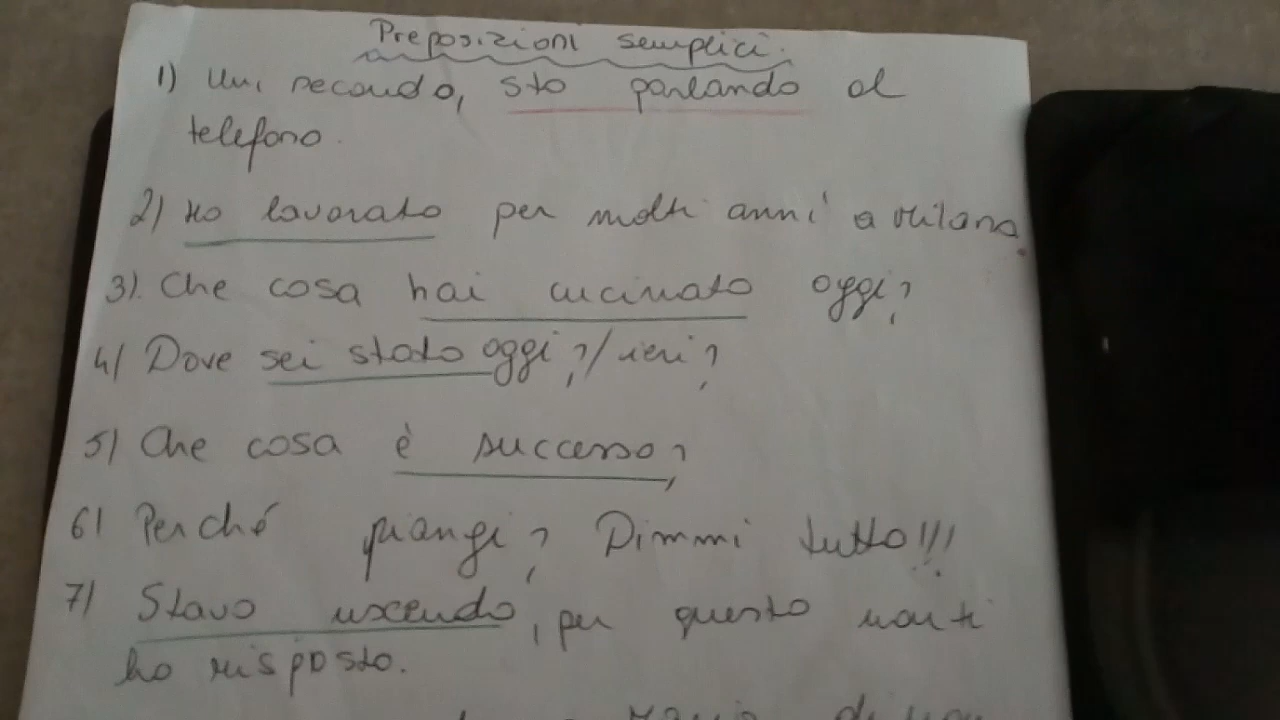 Preposizioni semplici.
1) Un secondo, sto parlando al
telefono.
2) Ho lavorato per molti anni a Milano.
3). Che cosa hai cucinato oggi?
4) Dove sei stato oggi?/ieri?
5) Che cosa è successo?
6) Perché piangi? Dimmi tutto!!!
7) Stavo uscendo, per questo non ti
ho risposto.